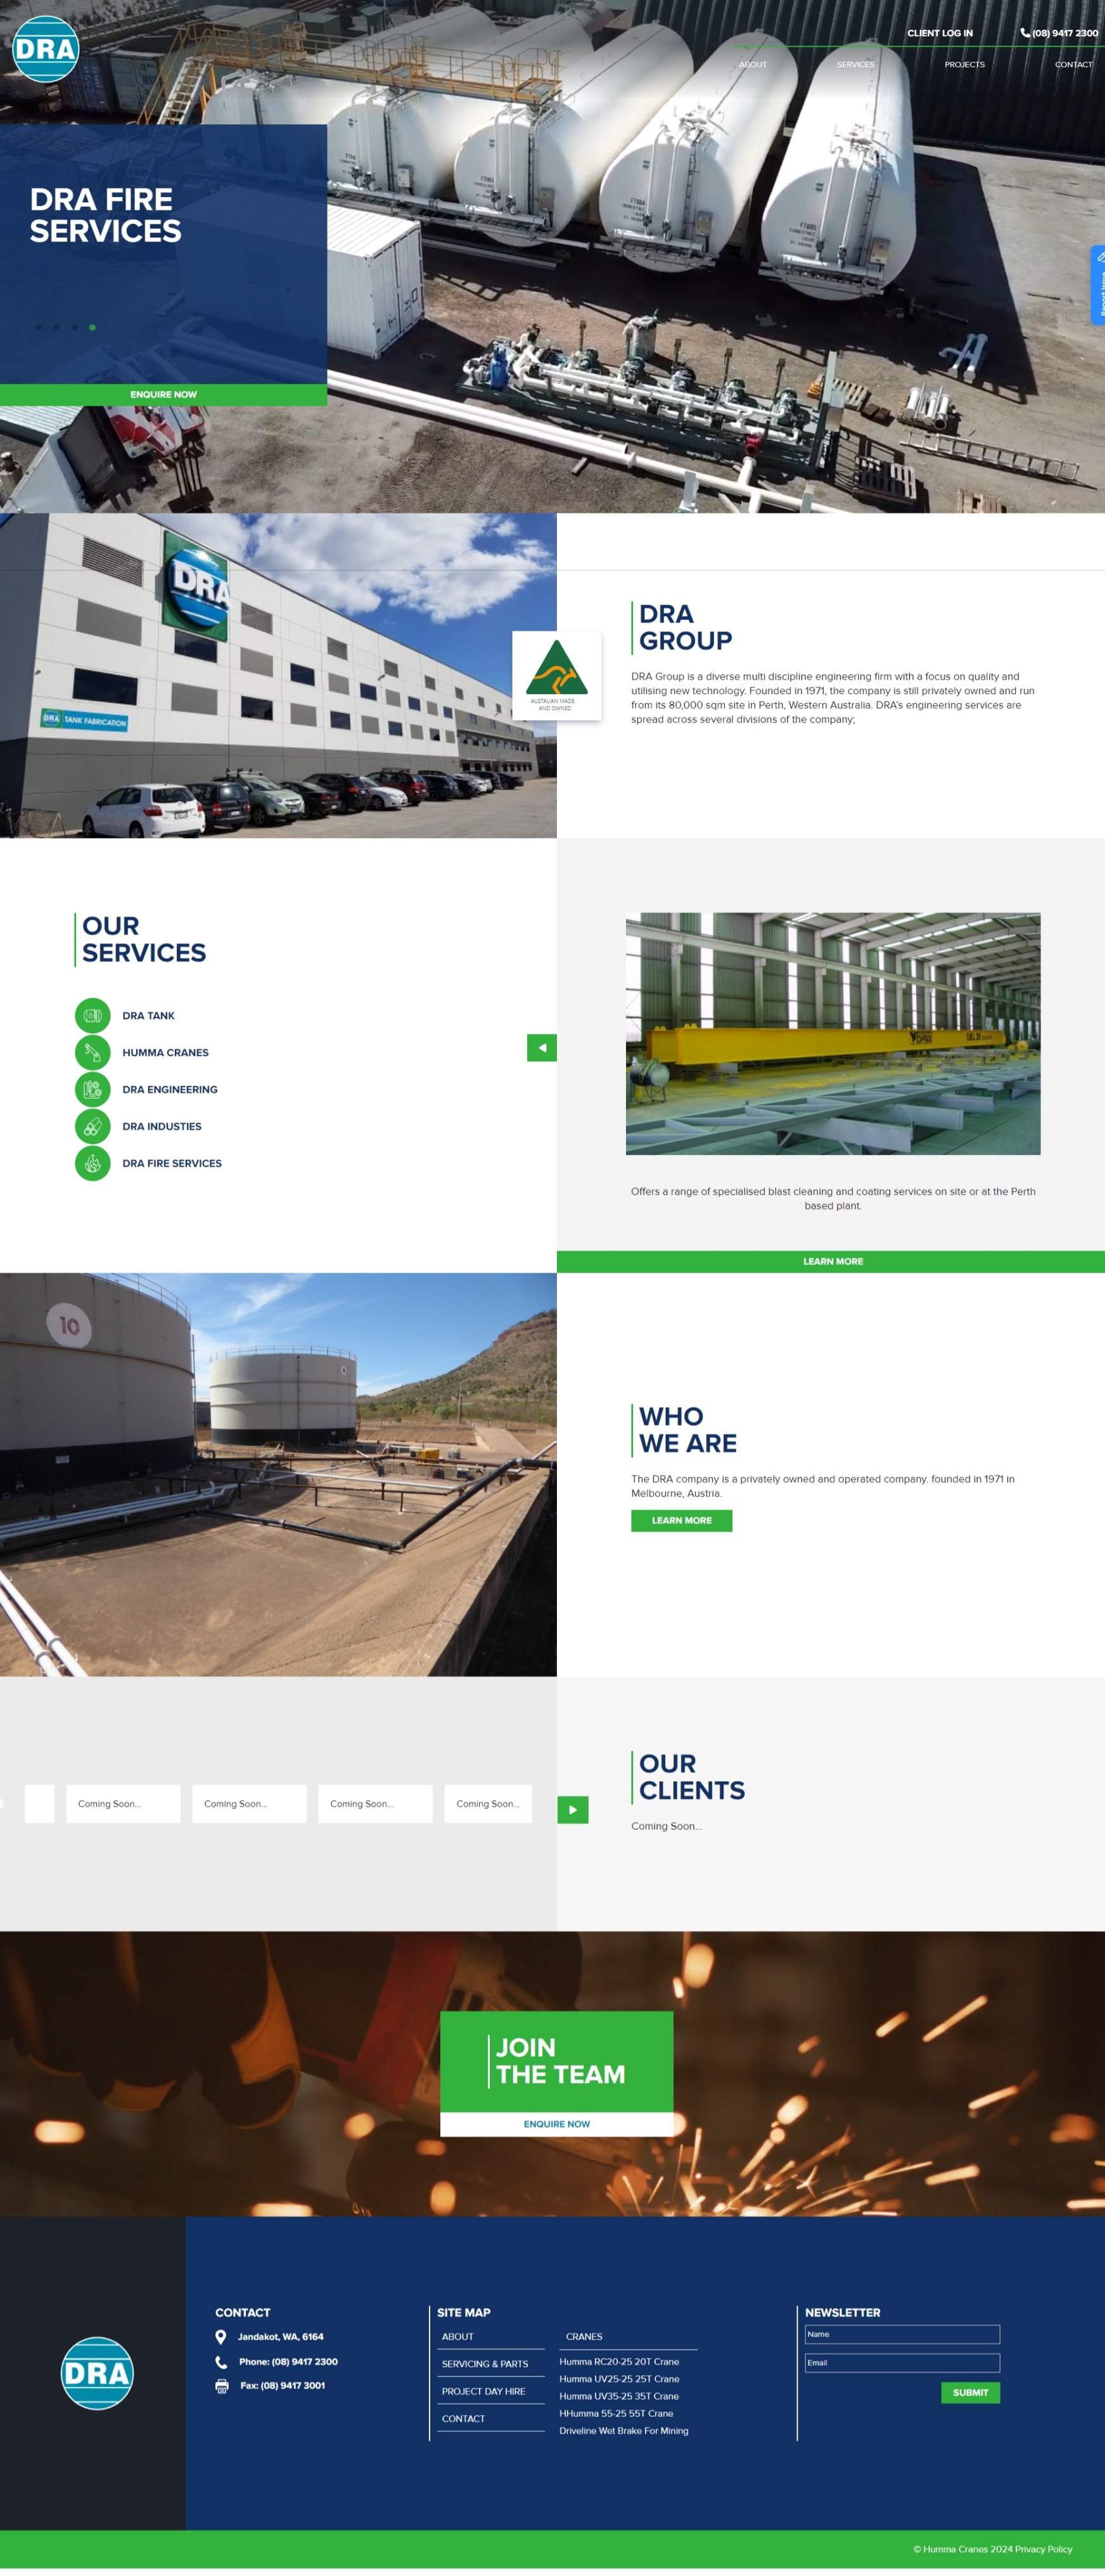 DRA
CLIENT LOG IN
(08) 9417 2300
ABOUT
SERVICES
PROJECTS
CONTACT
DRA FIRE
SERVICES
ENQUIRE NOW
Report Issue
DRA
DRA TANK FABRICATION
AUSTALIAN MADE
AND OWNED
DRA
GROUP
DRA Group is a diverse multi discipline engineering firm with a focus on quality and
utilising new technology. Founded in 1971, the company is still privately owned and run
from its 80,000 sqm site in Perth, Western Australia. DRA's engineering services are
spread across several divisions of the company;
OUR
SERVICES
DRA TANK
HUMMA CRANES
DRA ENGINEERING
DRA INDUSTIES
DRA FIRE SERVICES
Offers a range of specialised blast cleaning and coating services on site or at the Perth
based plant.
LEARN MORE
10
WHO
WE ARE
The DRA company is a privately owned and operated company. founded in 1971 in
Melbourne, Austria.
LEARN MORE
Coming Soon...
Coming Soon...
Coming Soon...
Coming Soon...
OUR
CLIENTS
Coming Soon...
JOIN
THE TEAM
ENQUIRE NOW
DRA
CONTACT
Jandakot, WA, 6164
Phone: (08) 9417 2300
Fax: (08) 9417 3001
SITE MAP
ABOUT
SERVICING & PARTS
PROJECT DAY HIRE
CONTACT
CRANES
Humma RC20-25 20T Crane
Humma UV25-25 25T Crane
Humma UV35-25 35T Crane
HHumma 55-25 55T Crane
Driveline Wet Brake For Mining
NEWSLETTER
Name
Email
SUBMIT
© Humma Cranes 2024 Privacy Policy